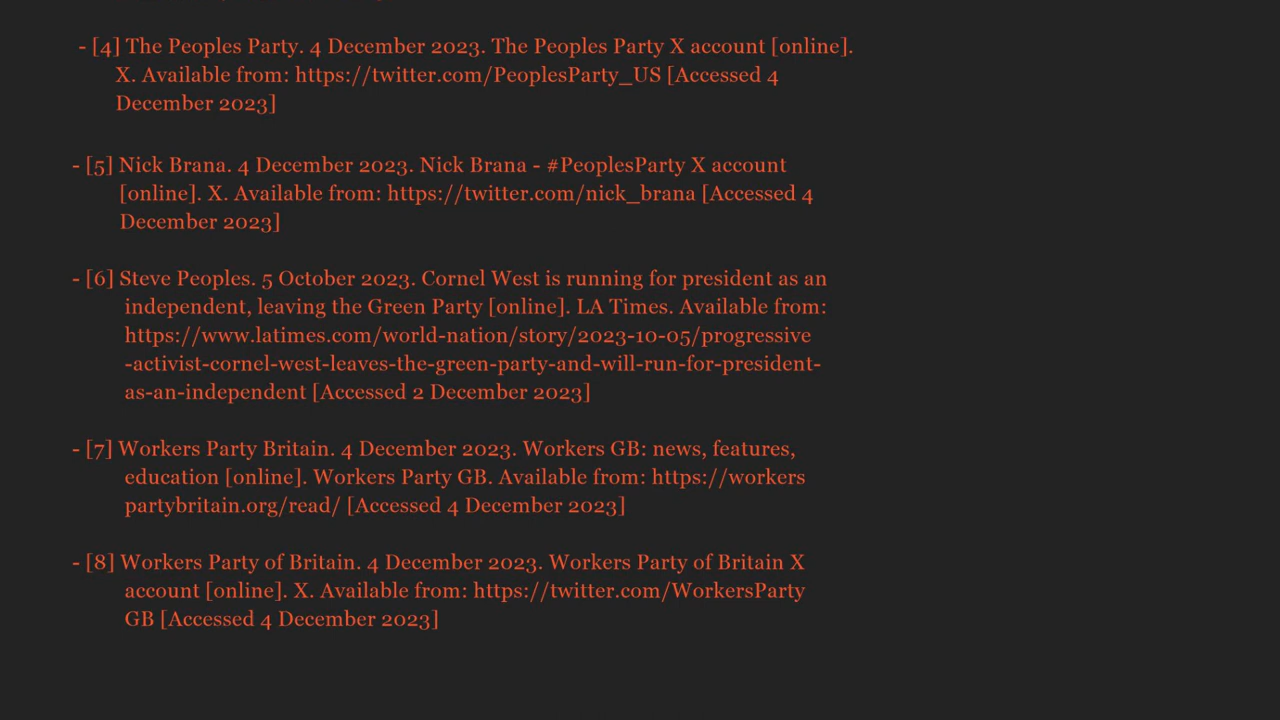 - [4] The Peoples Party. 4 December 2023. The Peoples Party X account [online].
X. Available from: https://twitter.com/PeoplesParty_US [Accessed 4
December 2023]
- [5] Nick Brana. 4 December 2023. Nick Brana - #PeoplesParty X account
[online]. X. Available from: https://twitter.com/nick_brana [Accessed 4
December 2023]
- [6] Steve Peoples. 5 October 2023. Cornel West is running for president as an
independent, leaving the Green Party [online]. LA Times. Available from:
https://www.latimes.com/world-nation/story/2023-10-05/progressive
-activist-cornel-west-leaves-the-green-party-and-will-run-for-president-
as-an-independent [Accessed 2 December 2023]
- [7] Workers Party Britain. 4 December 2023. Workers GB: news, features,
education [online]. Workers Party GB. Available from: https://workers
partybritain.org/read/ [Accessed 4 December 2023]
- [8] Workers Party of Britain. 4 December 2023. Workers Party of Britain X
account [online]. X. Available from: https://twitter.com/WorkersParty
GB [Accessed 4 December 2023]